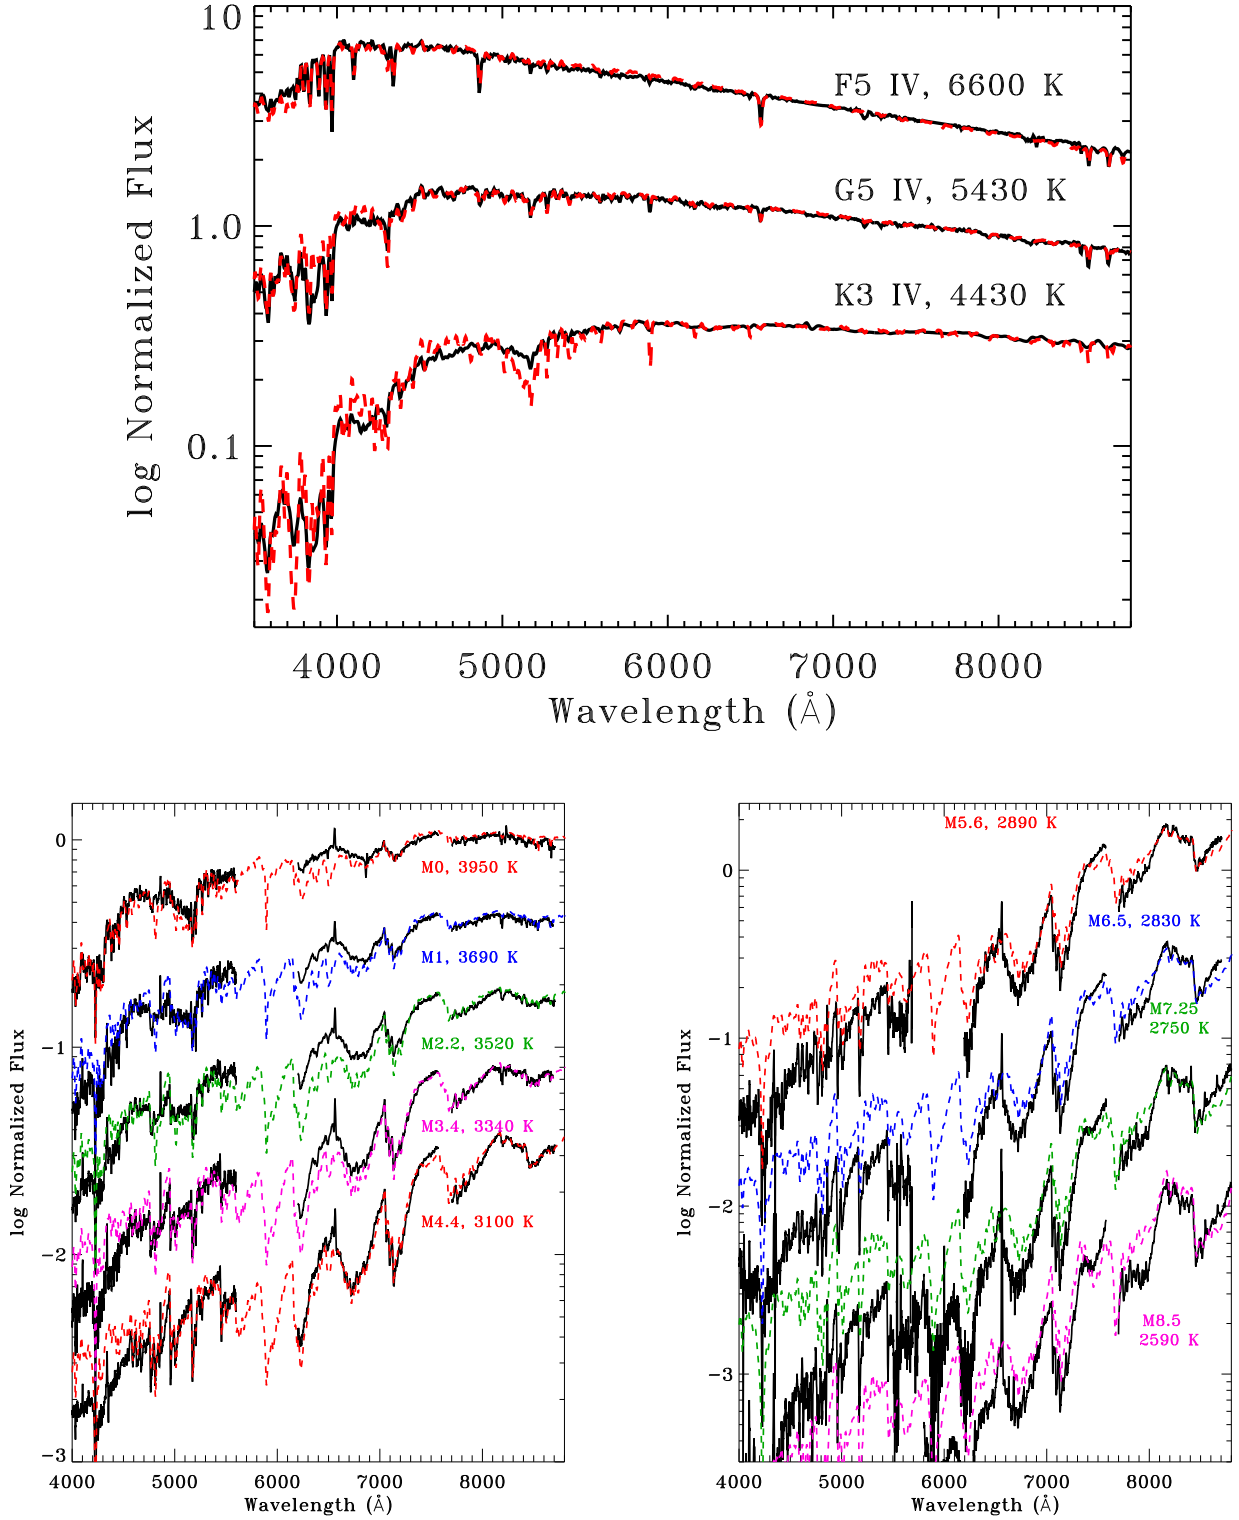 10
1.0
0.1
log Normalized Flux
F5 IV, 6600 K
G5 IV, 5430 K
K3 IV, 4430 K
4000 5000 6000 7000 8000
Wavelength (Å)
0
-1
-2
-3
log Normalized Flux
M0, 3950 K
M1, 3690 K
M2.2, 3520 K
M3.4, 3340 K
M4.4, 3100 K
4000 5000 6000 7000 8000
Wavelength (Å)
0
-1
-2
-3
log Normalized Flux
M5.6, 2890 K
M6.5, 2830 K
M7.25
2750 K
M8.5
2590 K
4000 5000 6000 7000 8000
Wavelength (Å)